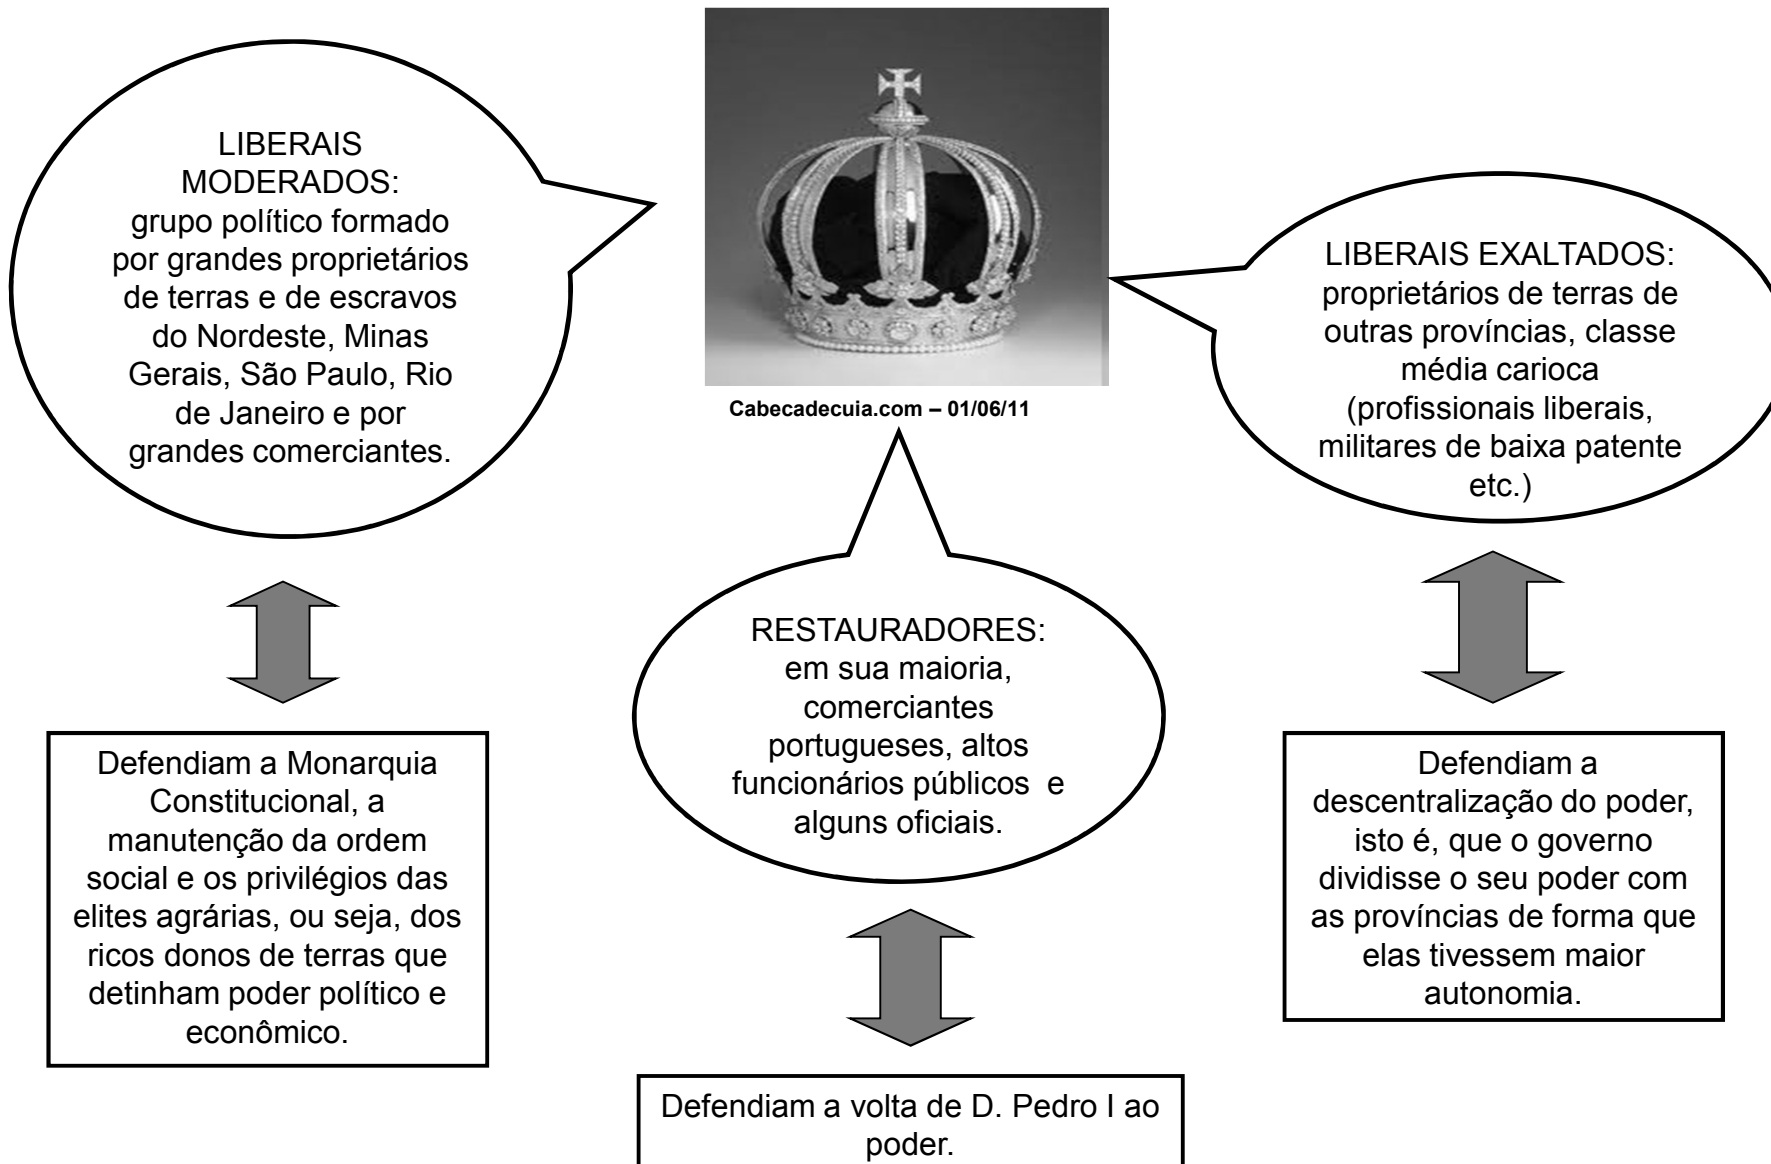 LIBERAIS
MODERADOS:
grupo político formado
por grandes proprietários
de terras e de escravos
do Nordeste, Minas
Gerais, São Paulo, Rio
de Janeiro e por
grandes comerciantes.
Cabecadecuia.com – 01/06/11
LIBERAIS EXALTADOS:
proprietários de terras de
outras províncias, classe
média carioca
(profissionais liberais,
militares de baixa patente
etc.)
RESTAURADORES:
em sua maioria,
comerciantes
portugueses, altos
funcionários públicos e
alguns oficiais.
Defendiam a Monarquia
Constitucional, a
manutenção da ordem
social e os privilégios das
elites agrárias, ou seja, dos
ricos donos de terras que
detinham poder político e
econômico.
Defendiam a
descentralização do poder,
isto é, que o governo
dividisse o seu poder com
as províncias de forma que
elas tivessem maior
autonomia.
Defendiam a volta de D. Pedro I ao
poder.